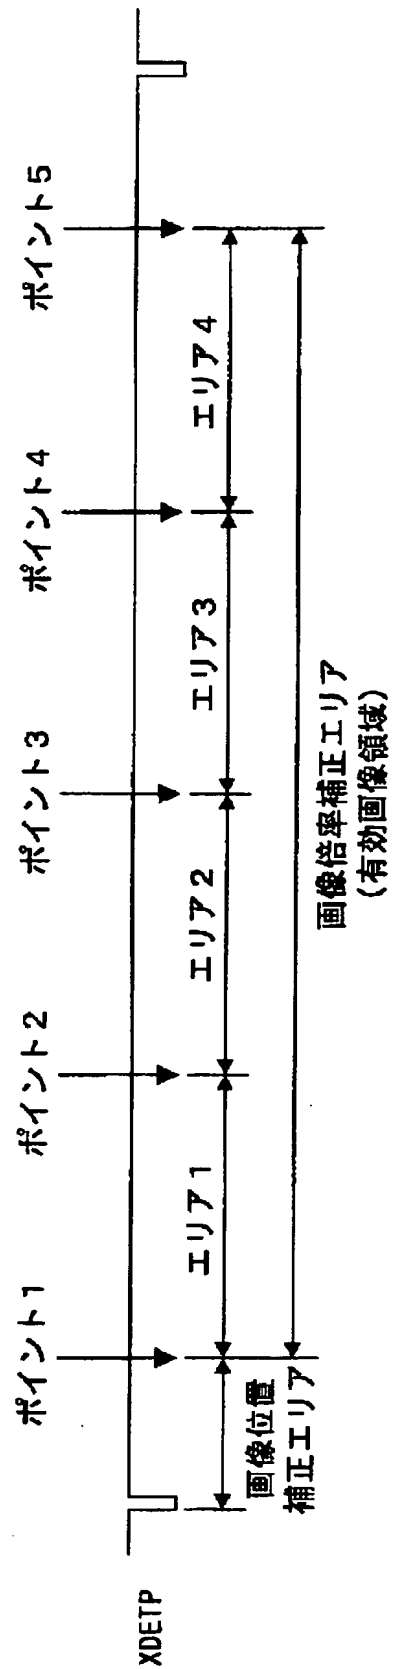 ポイント1
ポイント2
ポイント3
ポイント4
ポイント5
XDETP
エリア1
エリア2
エリア3
エリア4
画像位置
補正エリア
画像倍率補正エリア
(有効画像領域)